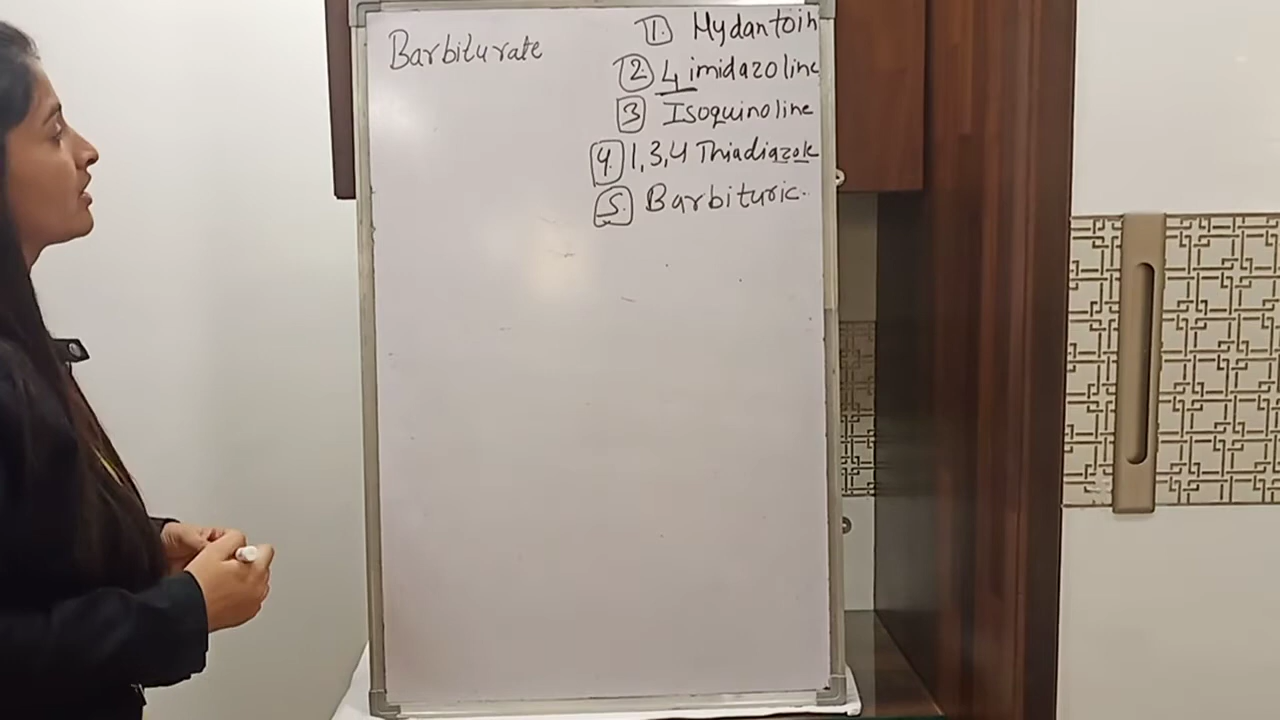 Barbiturate
1. Hydantoin
2. 4 imidazoline
3 Isoquinoline
4. 1,3,4 Thiadiazole
5. Barbituric.